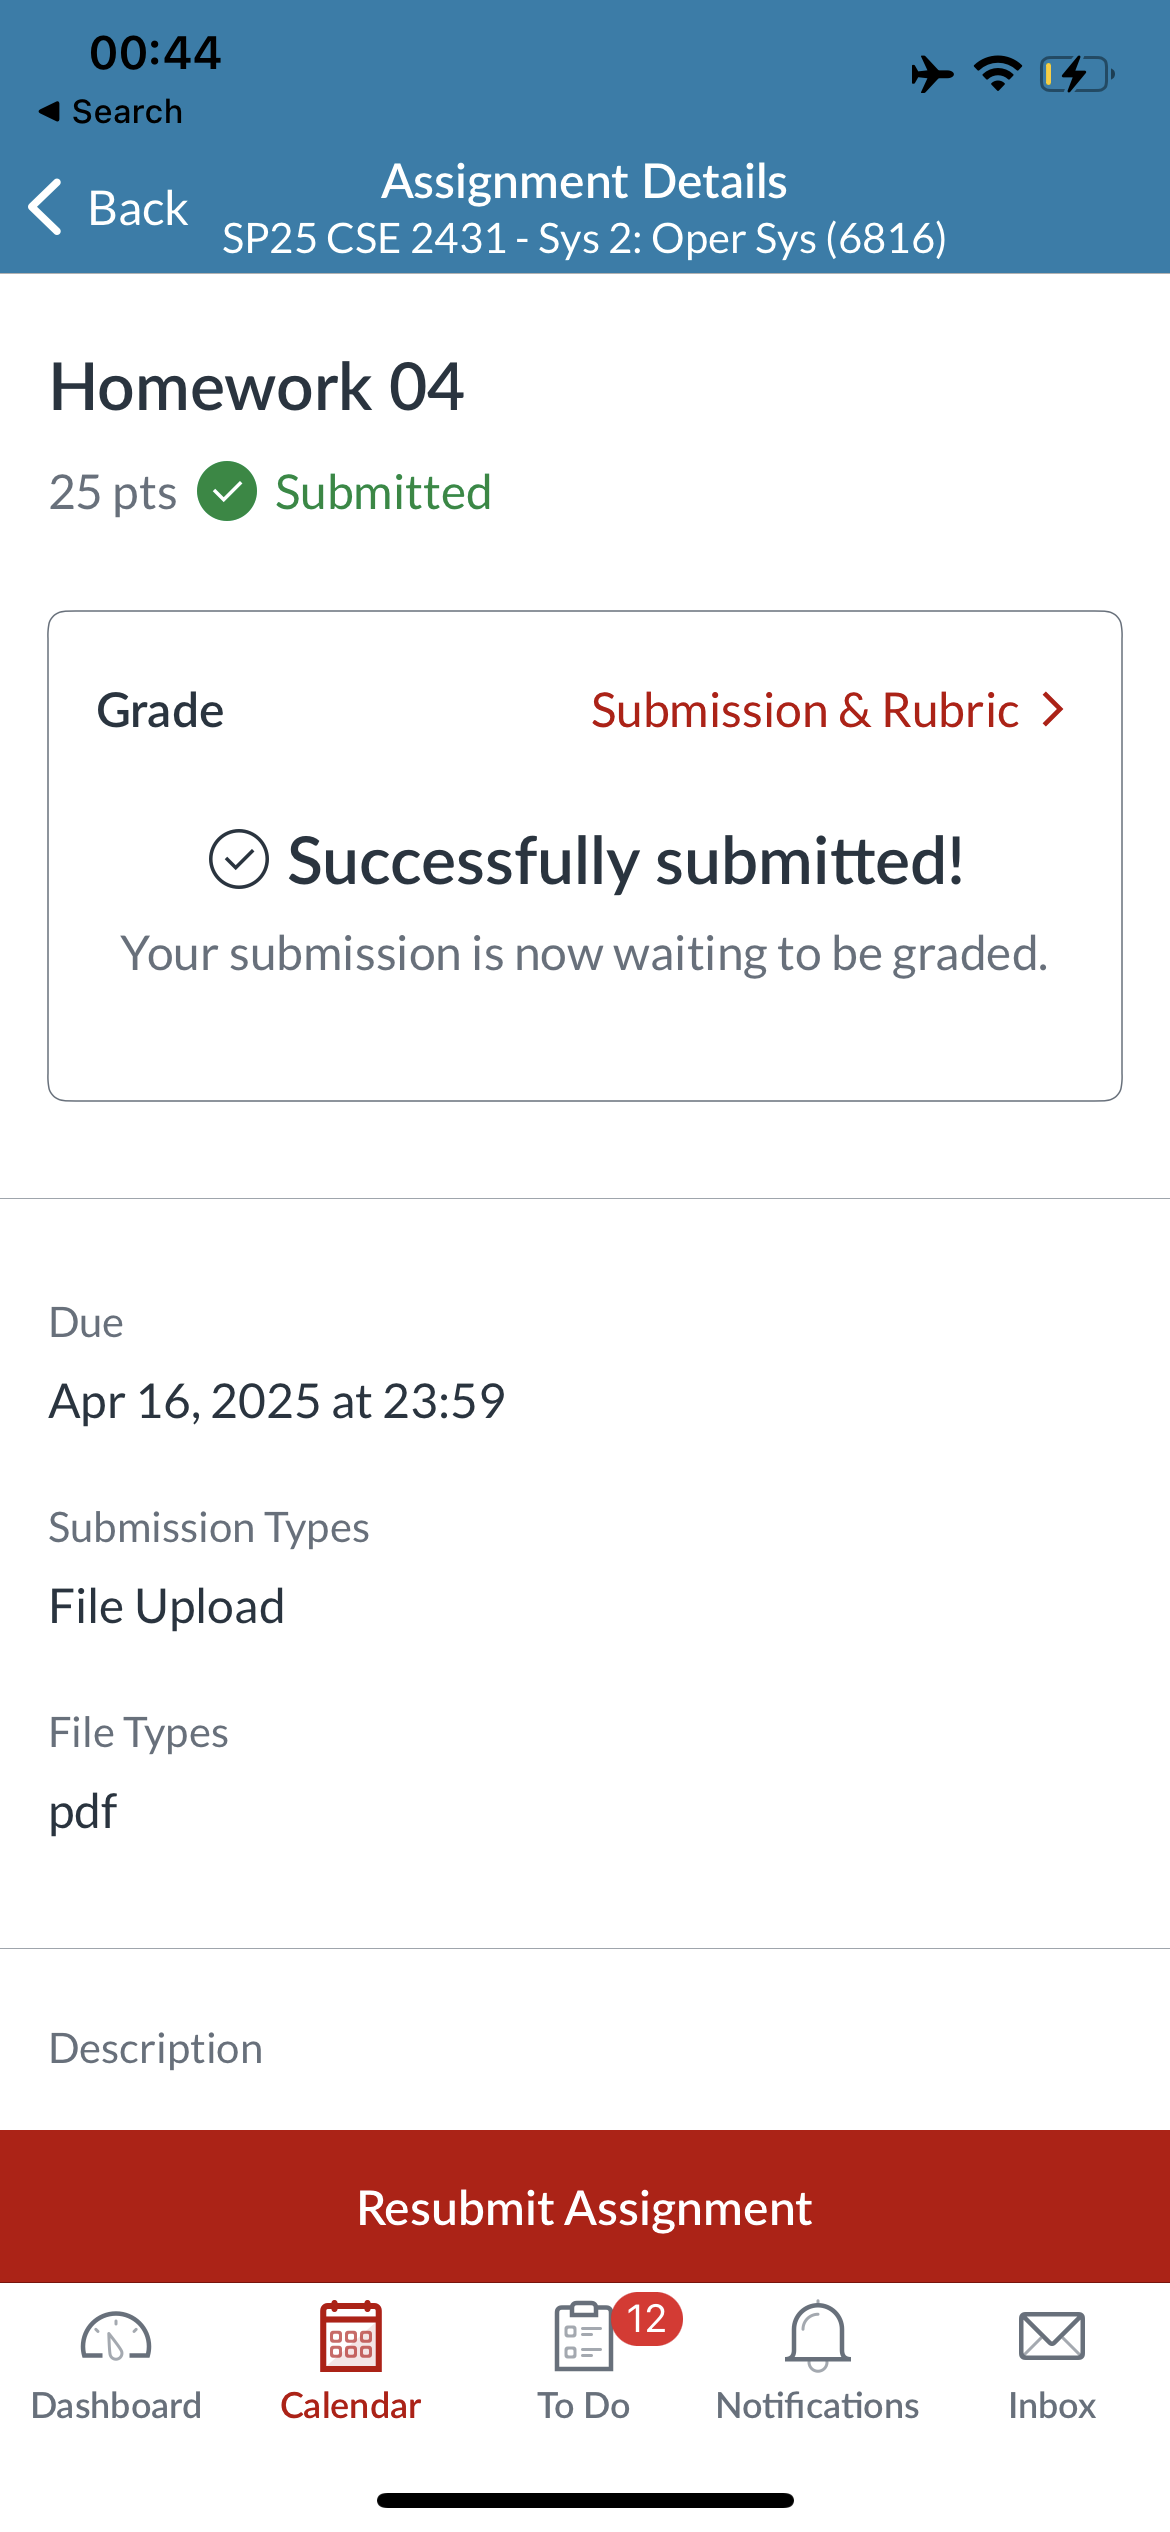 00:44
Search
Back
Assignment Details
SP25 CSE 2431 - Sys 2: Oper Sys (6816)
Homework 04
25 pts Submitted
Grade
Submission & Rubric
Successfully submitted!
Your submission is now waiting to be graded.
Due
Apr 16, 2025 at 23:59
Submission Types
File Upload
File Types
pdf
Description
Resubmit Assignment
12
Dashboard
Calendar
To Do
Notifications
Inbox